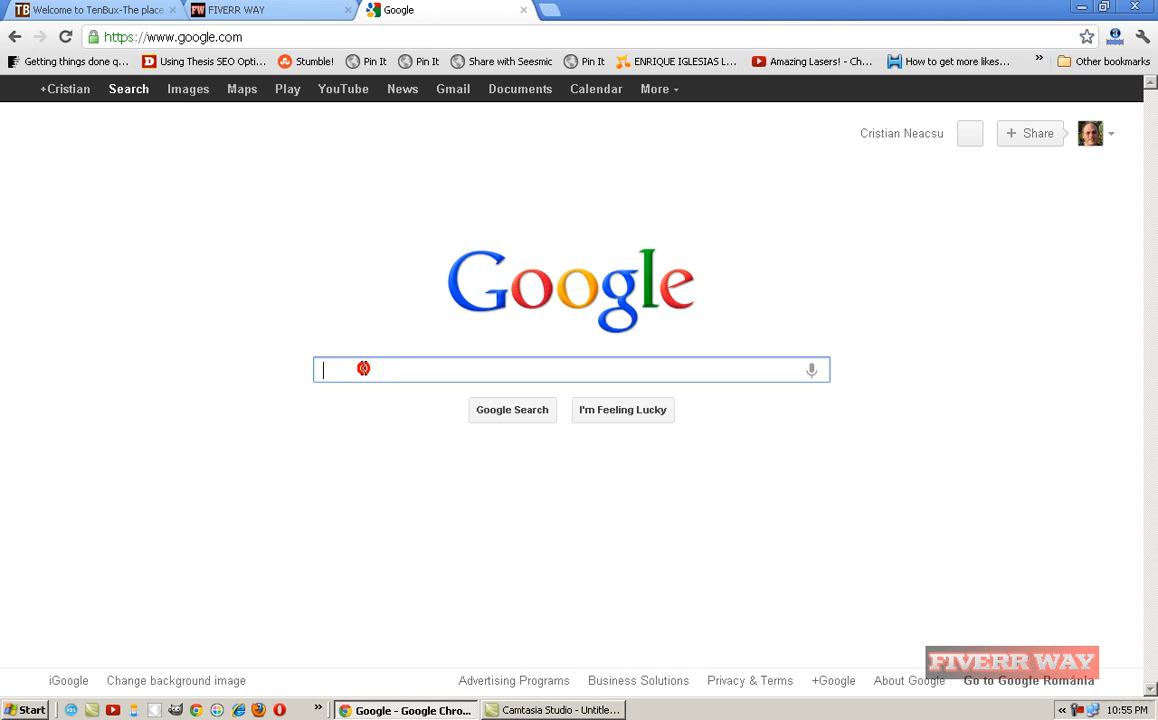 TB Welcome to TenBux-The place
FW FIVERR WAY
Google
https://www.google.com
Getting things done q...
D Using Thesis SEO Opti...
Stumble!
Pin It
Pin It
Share with Seesmic
Pin It
ENRIQUE IGLESIAS L...
Amazing Lasers! - Ch...
How to get more likes...
»
Other bookmarks
+Cristian Search Images Maps Play YouTube News Gmail Documents Calendar More
Cristian Neacsu
+ Share
Google
Google Search
I'm Feeling Lucky
FIVERR WAY
iGoogle Change background image Advertising Programs Business Solutions Privacy & Terms +Google About Google Go to Google România
Start
»
Google - Google Chro...
Camtasia Studio - Untitle...
«
10:55 PM